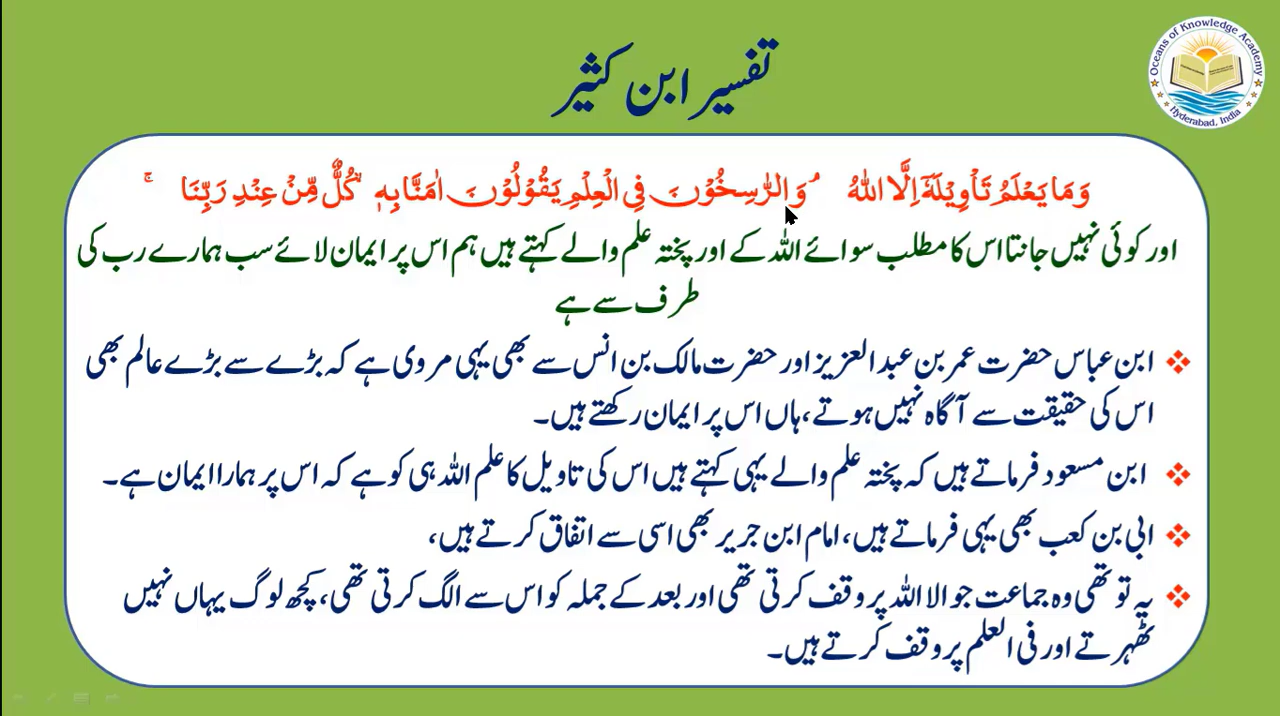 Oceans of Knowledge Academy
Hyderabad, India
تفسیر ابن کثیر
وَمَا يَعْلَمُ تَاْوِيْلَهٗٓ اِلَّا اللّٰهُ ۘ وَالرّٰسِخُوْنَ فِي الْعِلْمِ يَقُوْلُوْنَ اٰمَنَّا بِهٖ ۙ كُلٌّ مِّنْ عِنْدِ رَبِّنَا ۚ
اور کوئی نہیں جانتا اس کا مطلب سوائے اللہ کے اور پختہ علم والے کہتے ہیں ہم اس پر ایمان لائے سب ہمارے رب کی
طرف سے ہے
❖ ابن عباس حضرت عمر بن عبدالعزیز اور حضرت مالک بن انس سے بھی یہی مروی ہے کہ بڑے سے بڑے عالم بھی
اس کی حقیقت سے آگاہ نہیں ہوتے، ہاں اس پر ایمان رکھتے ہیں۔
❖ ابن مسعود فرماتے ہیں کہ پختہ علم والے یہی کہتے ہیں اس کی تاویل کا علم اللہ ہی کو ہے کہ اس پر ہمارا ایمان ہے۔
❖ ابی بن کعب بھی یہی فرماتے ہیں، امام ابن جریر بھی اسی سے اتفاق کرتے ہیں،
❖ یہ تو تھی وہ جماعت جو الا اللہ پر وقف کرتی تھی اور بعد کے جملہ کو اس سے الگ کرتی تھی، کچھ لوگ یہاں نہیں
ٹھہرتے اور فی العلم پر وقف کرتے ہیں۔